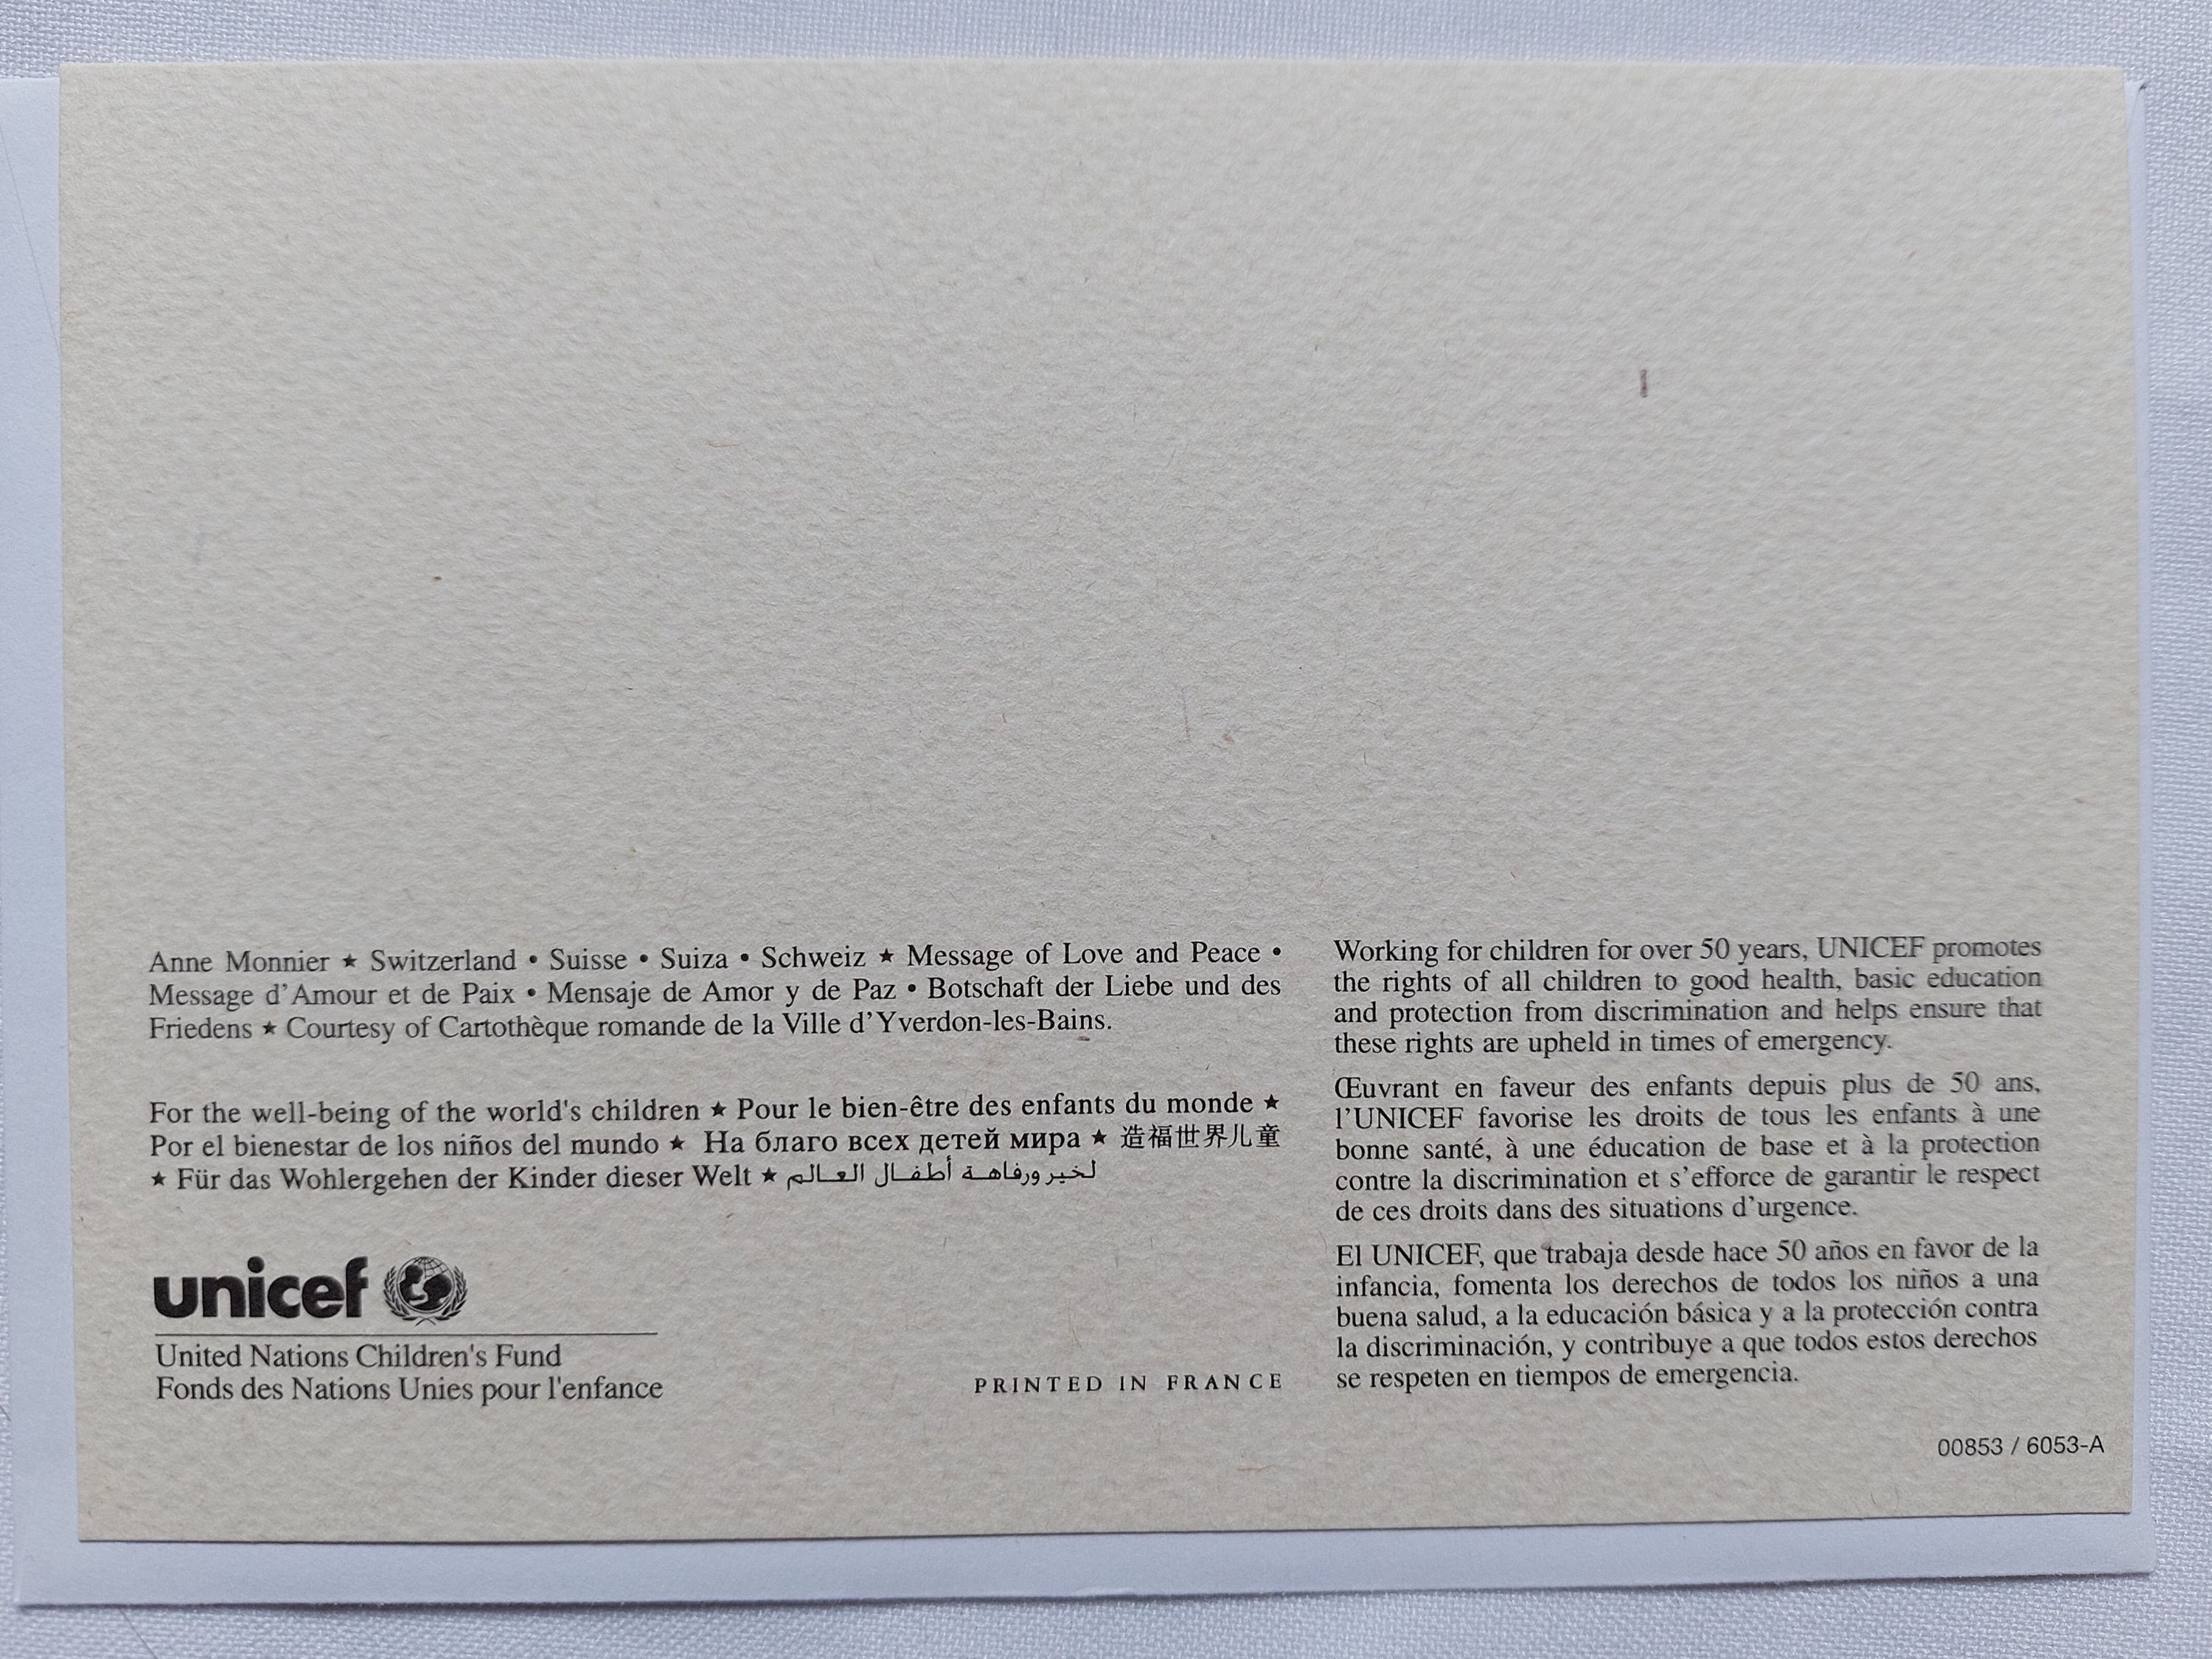 Anne Monnier ★ Switzerland • Suisse • Suiza • Schweiz ★ Message of Love and Peace •
Message d'Amour et de Paix • Mensaje de Amor y de Paz • Botschaft der Liebe und des
Friedens ★ Courtesy of Cartothèque romande de la Ville d'Yverdon-les-Bains.
For the well-being of the world's children ★ Pour le bien-être des enfants du monde ★
Por el bienestar de los niños del mundo ★ На благо всех детей мира ★ 造福世界儿童
★ Für das Wohlergehen der Kinder dieser Welt ★ لخير ورفاهـة أطفـال العـالم
unicef
United Nations Children's Fund
Fonds des Nations Unies pour l'enfance
PRINTED IN FRANCE
Working for children for over 50 years, UNICEF promotes
the rights of all children to good health, basic education
and protection from discrimination and helps ensure that
these rights are upheld in times of emergency.
Œuvrant en faveur des enfants depuis plus de 50 ans,
l'UNICEF favorise les droits de tous les enfants à une
bonne santé, à une éducation de base et à la protection
contre la discrimination et s'efforce de garantir le respect
de ces droits dans des situations d'urgence.
El UNICEF, que trabaja desde hace 50 años en favor de la
infancia, fomenta los derechos de todos los niños a una
buena salud, a la educación básica y a la protección contra
la discriminación, y contribuye a que todos estos derechos
se respeten en tiempos de emergencia.
00853 / 6053-A